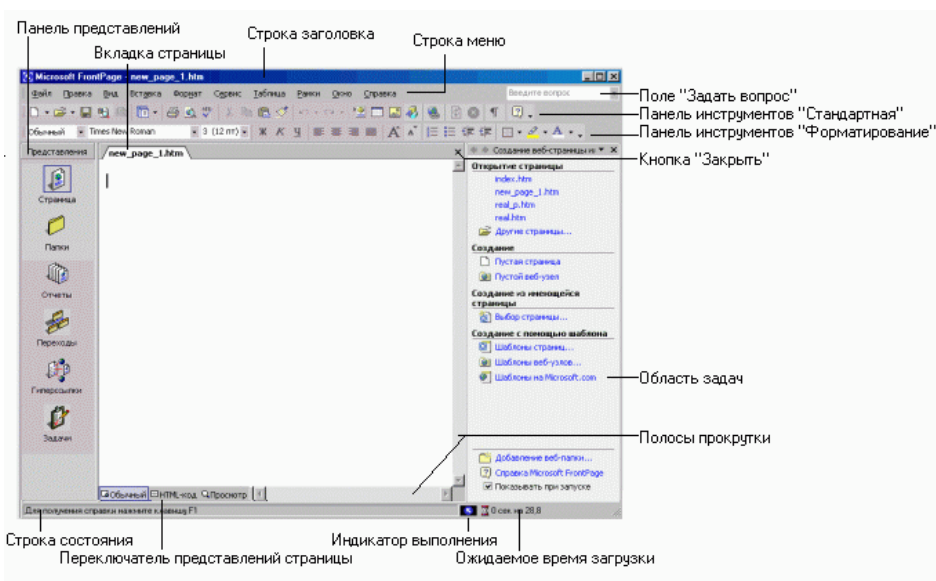 Панель представлений
Вкладка страницы
Строка заголовка
Строка меню
Microsoft FrontPage - new_page_1.htm
Файл Правка Вид Вставка Формат Сервис Таблица Рамки Окно Справка
Введите вопрос
Поле "Задать вопрос"
Панель инструментов "Стандартная"
Обычный Times New Roman 3 (12 пт) Ж К Ч
Панель инструментов "Форматирование"
Представления
new_page_1.htm
Создание веб-страницы и
Кнопка "Закрыть"
Страница
Папки
Отчеты
Переходы
Гиперссылки
Задачи
Открытие страницы
index.htm
new_page_1.htm
real_p.htm
real.htm
Другие страницы...
Создание
Пустая страница
Пустой веб-узел
Создание из имеющейся
страницы
Выбор страницы...
Создание с помощью шаблона
Шаблоны страниц...
Шаблоны веб-узлов...
Шаблоны на Microsoft.com
Область задач
Полосы прокрутки
Добавление веб-папки...
Справка Microsoft FrontPage
Показывать при запуске
Обычный HTML-код Просмотр
Для получения справки нажмите клавишу F1
0 сек на 28,8
Строка состояния
Переключатель представлений страницы
Индикатор выполнения
Ожидаемое время загрузки